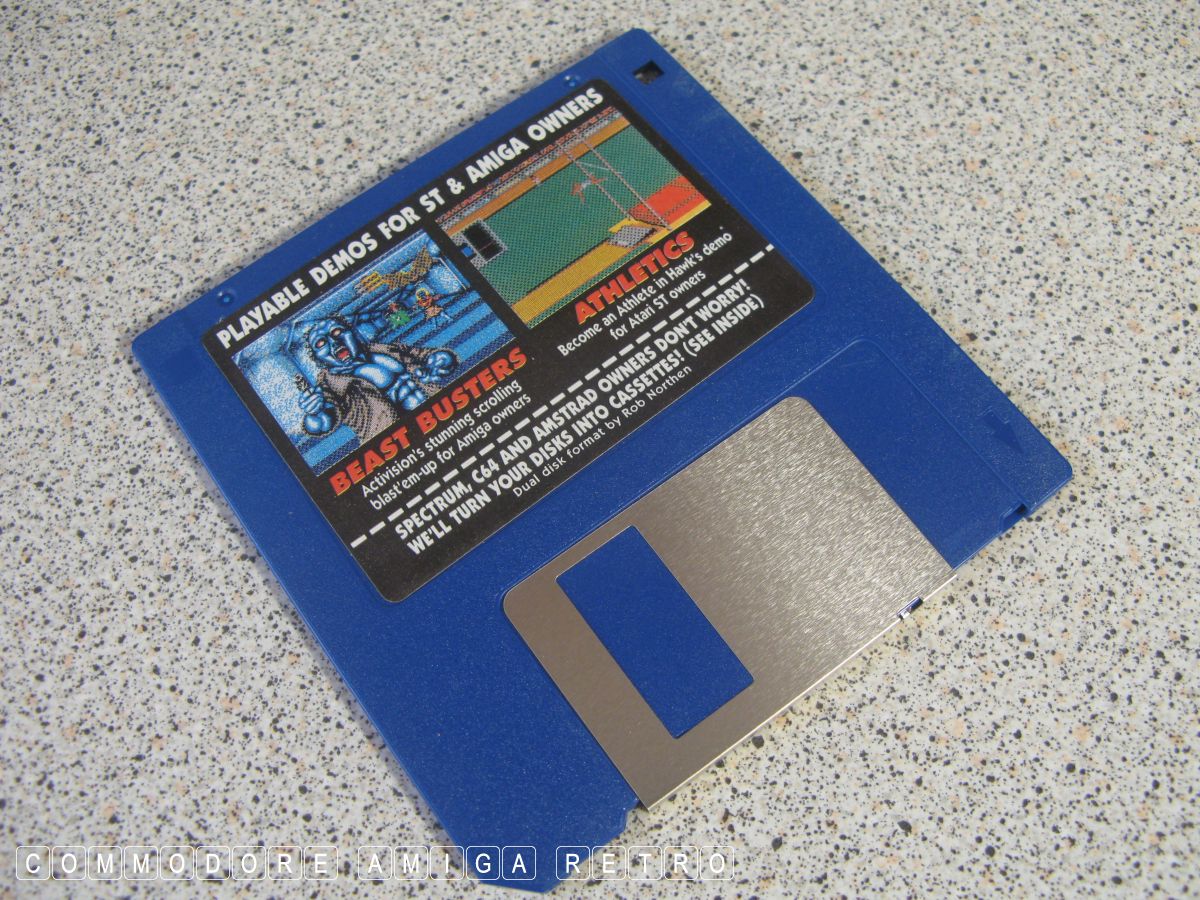 PLAYABLE DEMOS FOR ST & AMIGA OWNERS
BEAST BUSTERS
Activision's stunning scrolling
blast'em-up for Amiga owners
ATHLETICS
Become an Athlete in Hawk's demo
for Atari ST owners
SPECTRUM, C64 AND AMSTRAD OWNERS DON'T WORRY!
WE'LL TURN YOUR DISKS INTO CASSETTES! (SEE INSIDE)
Dual disk format by Rob Northen
COMMODORE AMIGA RETRO